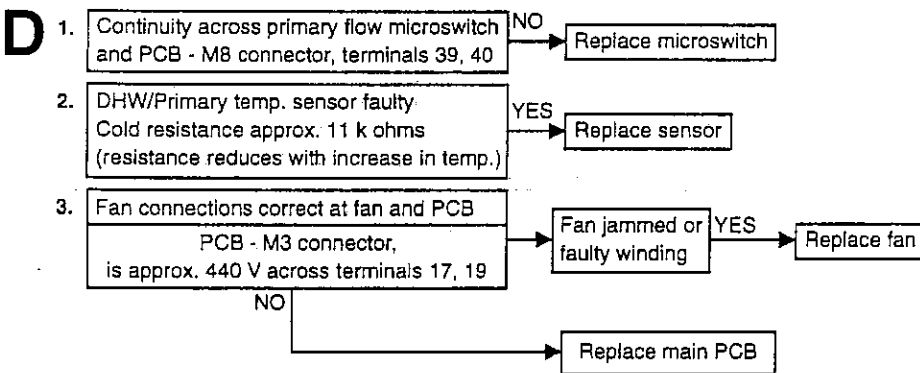 D
1. Continuity across primary flow microswitch
and PCB - M8 connector, terminals 39, 40
NO
Replace microswitch
2. DHW/Primary temp. sensor faulty
Cold resistance approx. 11 k ohms
(resistance reduces with increase in temp.)
YES
Replace sensor
3. Fan connections correct at fan and PCB
PCB - M3 connector,
is approx. 440 V across terminals 17, 19
Fan jammed or
faulty winding
YES
Replace fan
NO
Replace main PCB